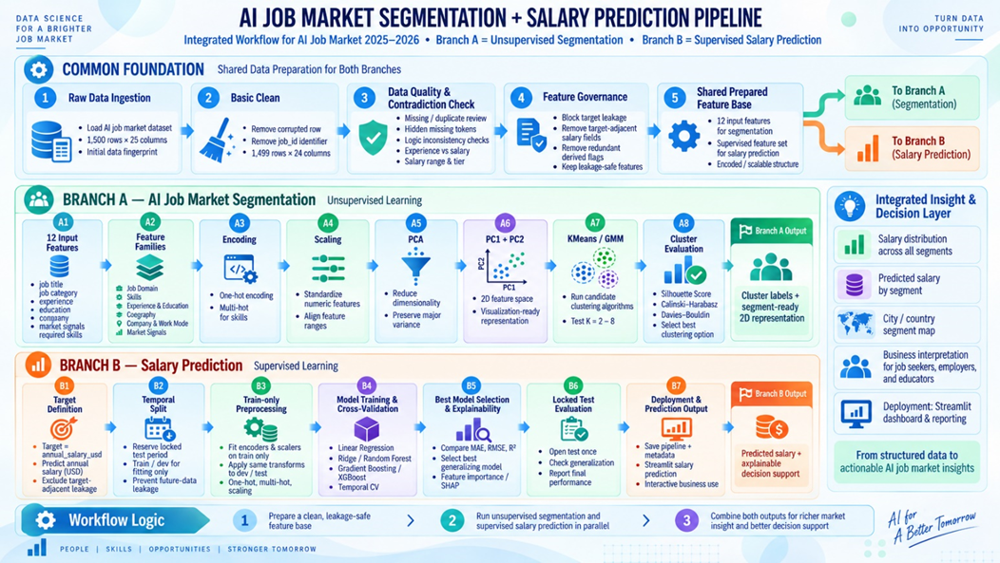 DATA SCIENCE
FOR A BRIGHTER
JOB MARKET
AI JOB MARKET SEGMENTATION + SALARY PREDICTION PIPELINE
Integrated Workflow for AI Job Market 2025–2026 • Branch A = Unsupervised Segmentation • Branch B = Supervised Salary Prediction
TURN DATA
INTO OPPORTUNITY
COMMON FOUNDATION Shared Data Preparation for Both Branches
1 Raw Data Ingestion
• Load AI job market dataset
• 1,500 rows × 25 columns
• Initial data fingerprint
2 Basic Clean
• Remove corrupted row
• Remove job_id identifier
• 1,499 rows × 24 columns
3 Data Quality &
Contradiction Check
• Missing / duplicate review
• Hidden missing tokens
• Logic inconsistency checks
• Experience vs salary
• Salary range & tier
4 Feature Governance
• Block target leakage
• Remove target-adjacent
salary fields
• Remove redundant
derived flags
• Keep leakage-safe features
5 Shared Prepared
Feature Base
• 12 input features
for segmentation
• Supervised feature set
for salary prediction
• Encoded / scalable structure
To Branch A
(Segmentation)
To Branch B
(Salary Prediction)
BRANCH A — AI Job Market Segmentation Unsupervised Learning
A1
12 Input
Features
• job title
• job category
• experience
• education
• company
• market signals
required skills
A2
Feature
Families
Job Domain
Skills
Experience & Education
Coegraphy
Company & Work Mode
Market Signals
A3
Encoding
• One-hot encoding
• Multi-hot
for skills
A4
Scaling
• Standardize
numeric features
• Align feature
ranges
A5
PCA
• Reduce
dimensionality
• Preserve major
variance
A6
PC1 + PC2
PC2
PC1
• 2D feature space
• Visualization-ready
representation
A7
KMeans / GMM
• Run candidate
clustering algorithms
• Test K = 2 – 8
A8
Cluster
Evaluation
• Silhouette Score
• Calinski–Harabasz
• Davies–Bouldin
• Select best
clustering option
Branch A Output
Cluster labels +
segment-ready
2D representation
BRANCH B — Salary Prediction Supervised Learning
B1
Target
Definition
• Target =
annual_salary_usd
• Predict annual
salary (USD)
• Exclude target-
adjacent leakage
B2
Temporal
Split
• Reserve locked
test period
• Train / dev for
fitting only
• Prevent future-data
leakage
B3
Train-only
Preprocessing
• Fit encoders & scalers
on train only
• Apply same transforms
to dev / test
• One-hot, multi-hot,
scaling
B4
Model Training &
Cross-Validation
• Linear Regression
• Ridge / Random Forest
• Gradient Boosting /
XGBoost
• Temporal CV
B5
Best Model Selection
& Explainability
• Compare MAE, RMSE, R²
• Select best
generalizing model
• Feature importance /
SHAP
B6
Locked Test
Evaluation
• Open test once
• Check generalization
• Report final
performance
B7
Deployment &
Prediction Output
• Save pipeline +
metadata
• Streamlit salary
prediction
• Interactive business use
Branch B Output
Predicted salary +
axplainable
decision support
Integrated Insight &
Decision Layer
Salary distribution
across all segments
Predicted salary
by segment
City / country
segment map
Business interpretation
for job seekers, employers,
and educators
Deployment: Streamlit
dashboard & reporting
From structured data to
actionable AI job market insights
Workflow Logic
1 Prepare a clean, leakage-safe
feature base
2 Run unsupervised segmentation and
supervised salary prediction in parallel
3 Combine both outputs for richer market
insight and better decision support
AI for
A Better Tomorrow
PEOPLE | SKILLS | OPPORTUNITIES | STRONGER TOMORROW